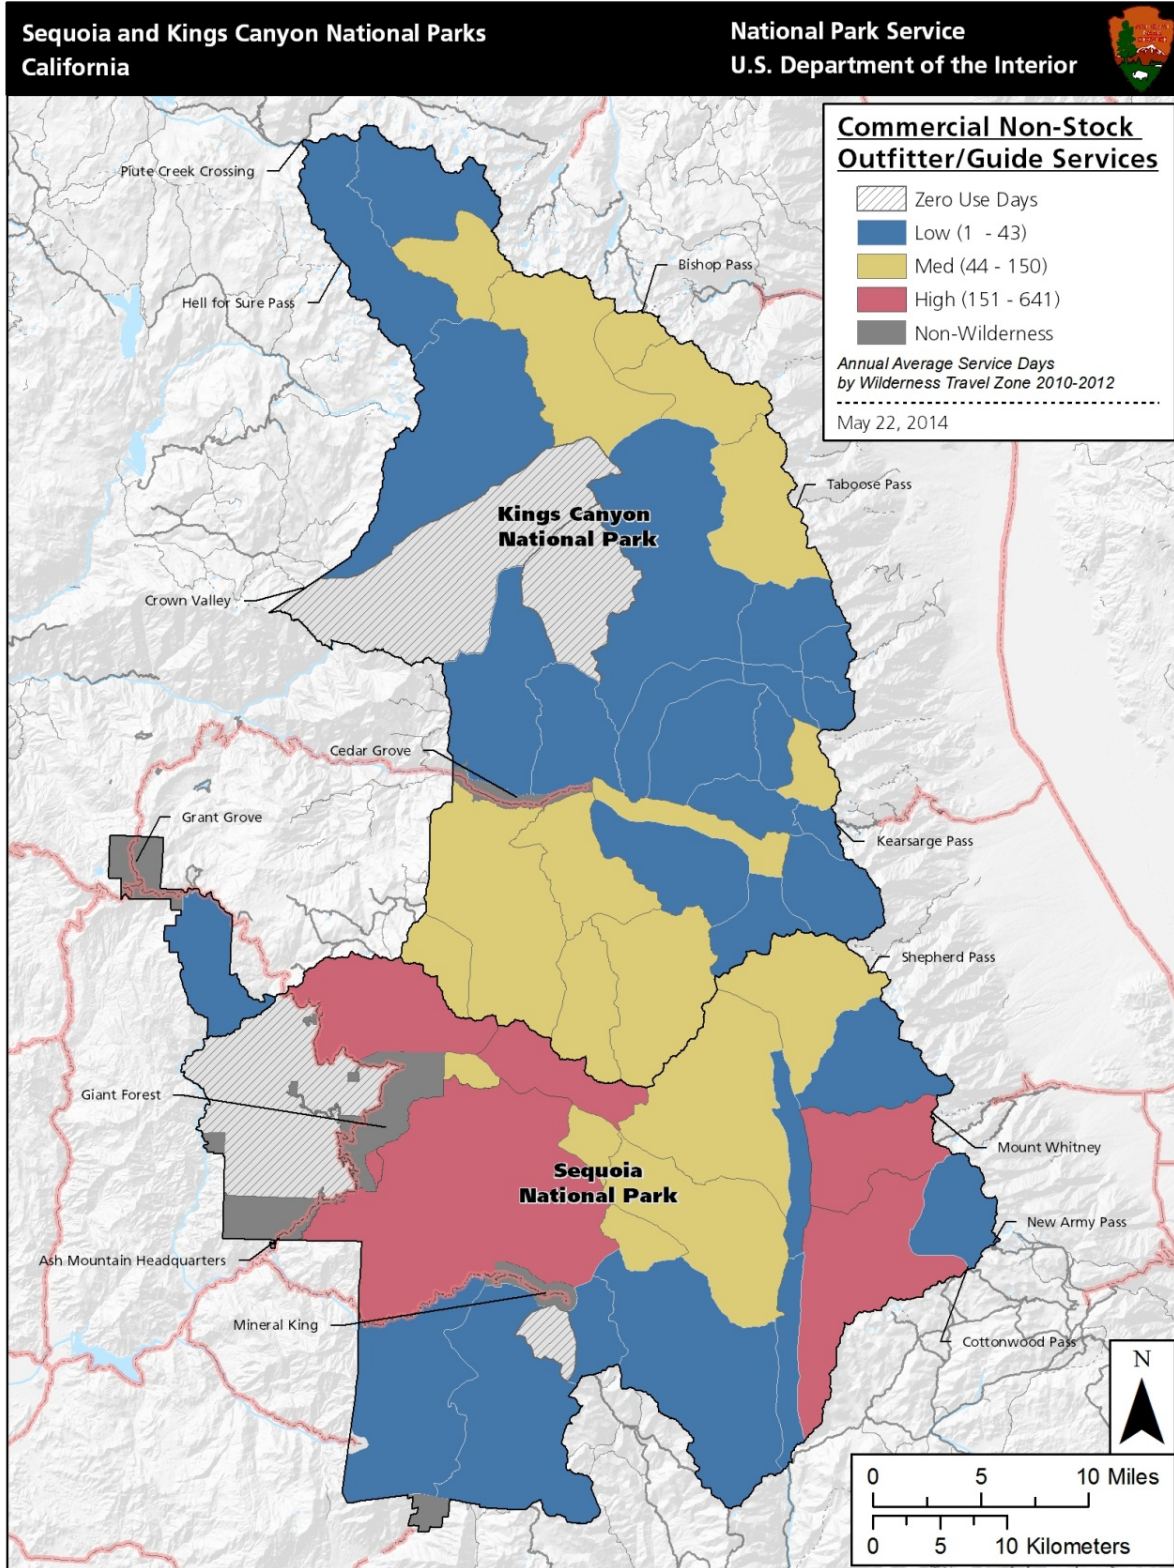 Sequoia and Kings Canyon National Parks
California
National Park Service
U.S. Department of the Interior
Commercial Non-Stock
Outfitter/Guide Services
Zero Use Days
Low (1 - 43)
Med (44 - 150)
High (151 - 641)
Non-Wilderness
Annual Average Service Days
by Wilderness Travel Zone 2010-2012
May 22, 2014
Piute Creek Crossing
Bishop Pass
Hell for Sure Pass
Taboose Pass
Kings Canyon
National Park
Crown Valley
Cedar Grove
Grant Grove
Kearsarge Pass
Shepherd Pass
Giant Forest
Mount Whitney
Sequoia
National Park
New Army Pass
Ash Mountain Headquarters
Mineral King
Cottonwood Pass
N
0 5 10 Miles
0 5 10 Kilometers